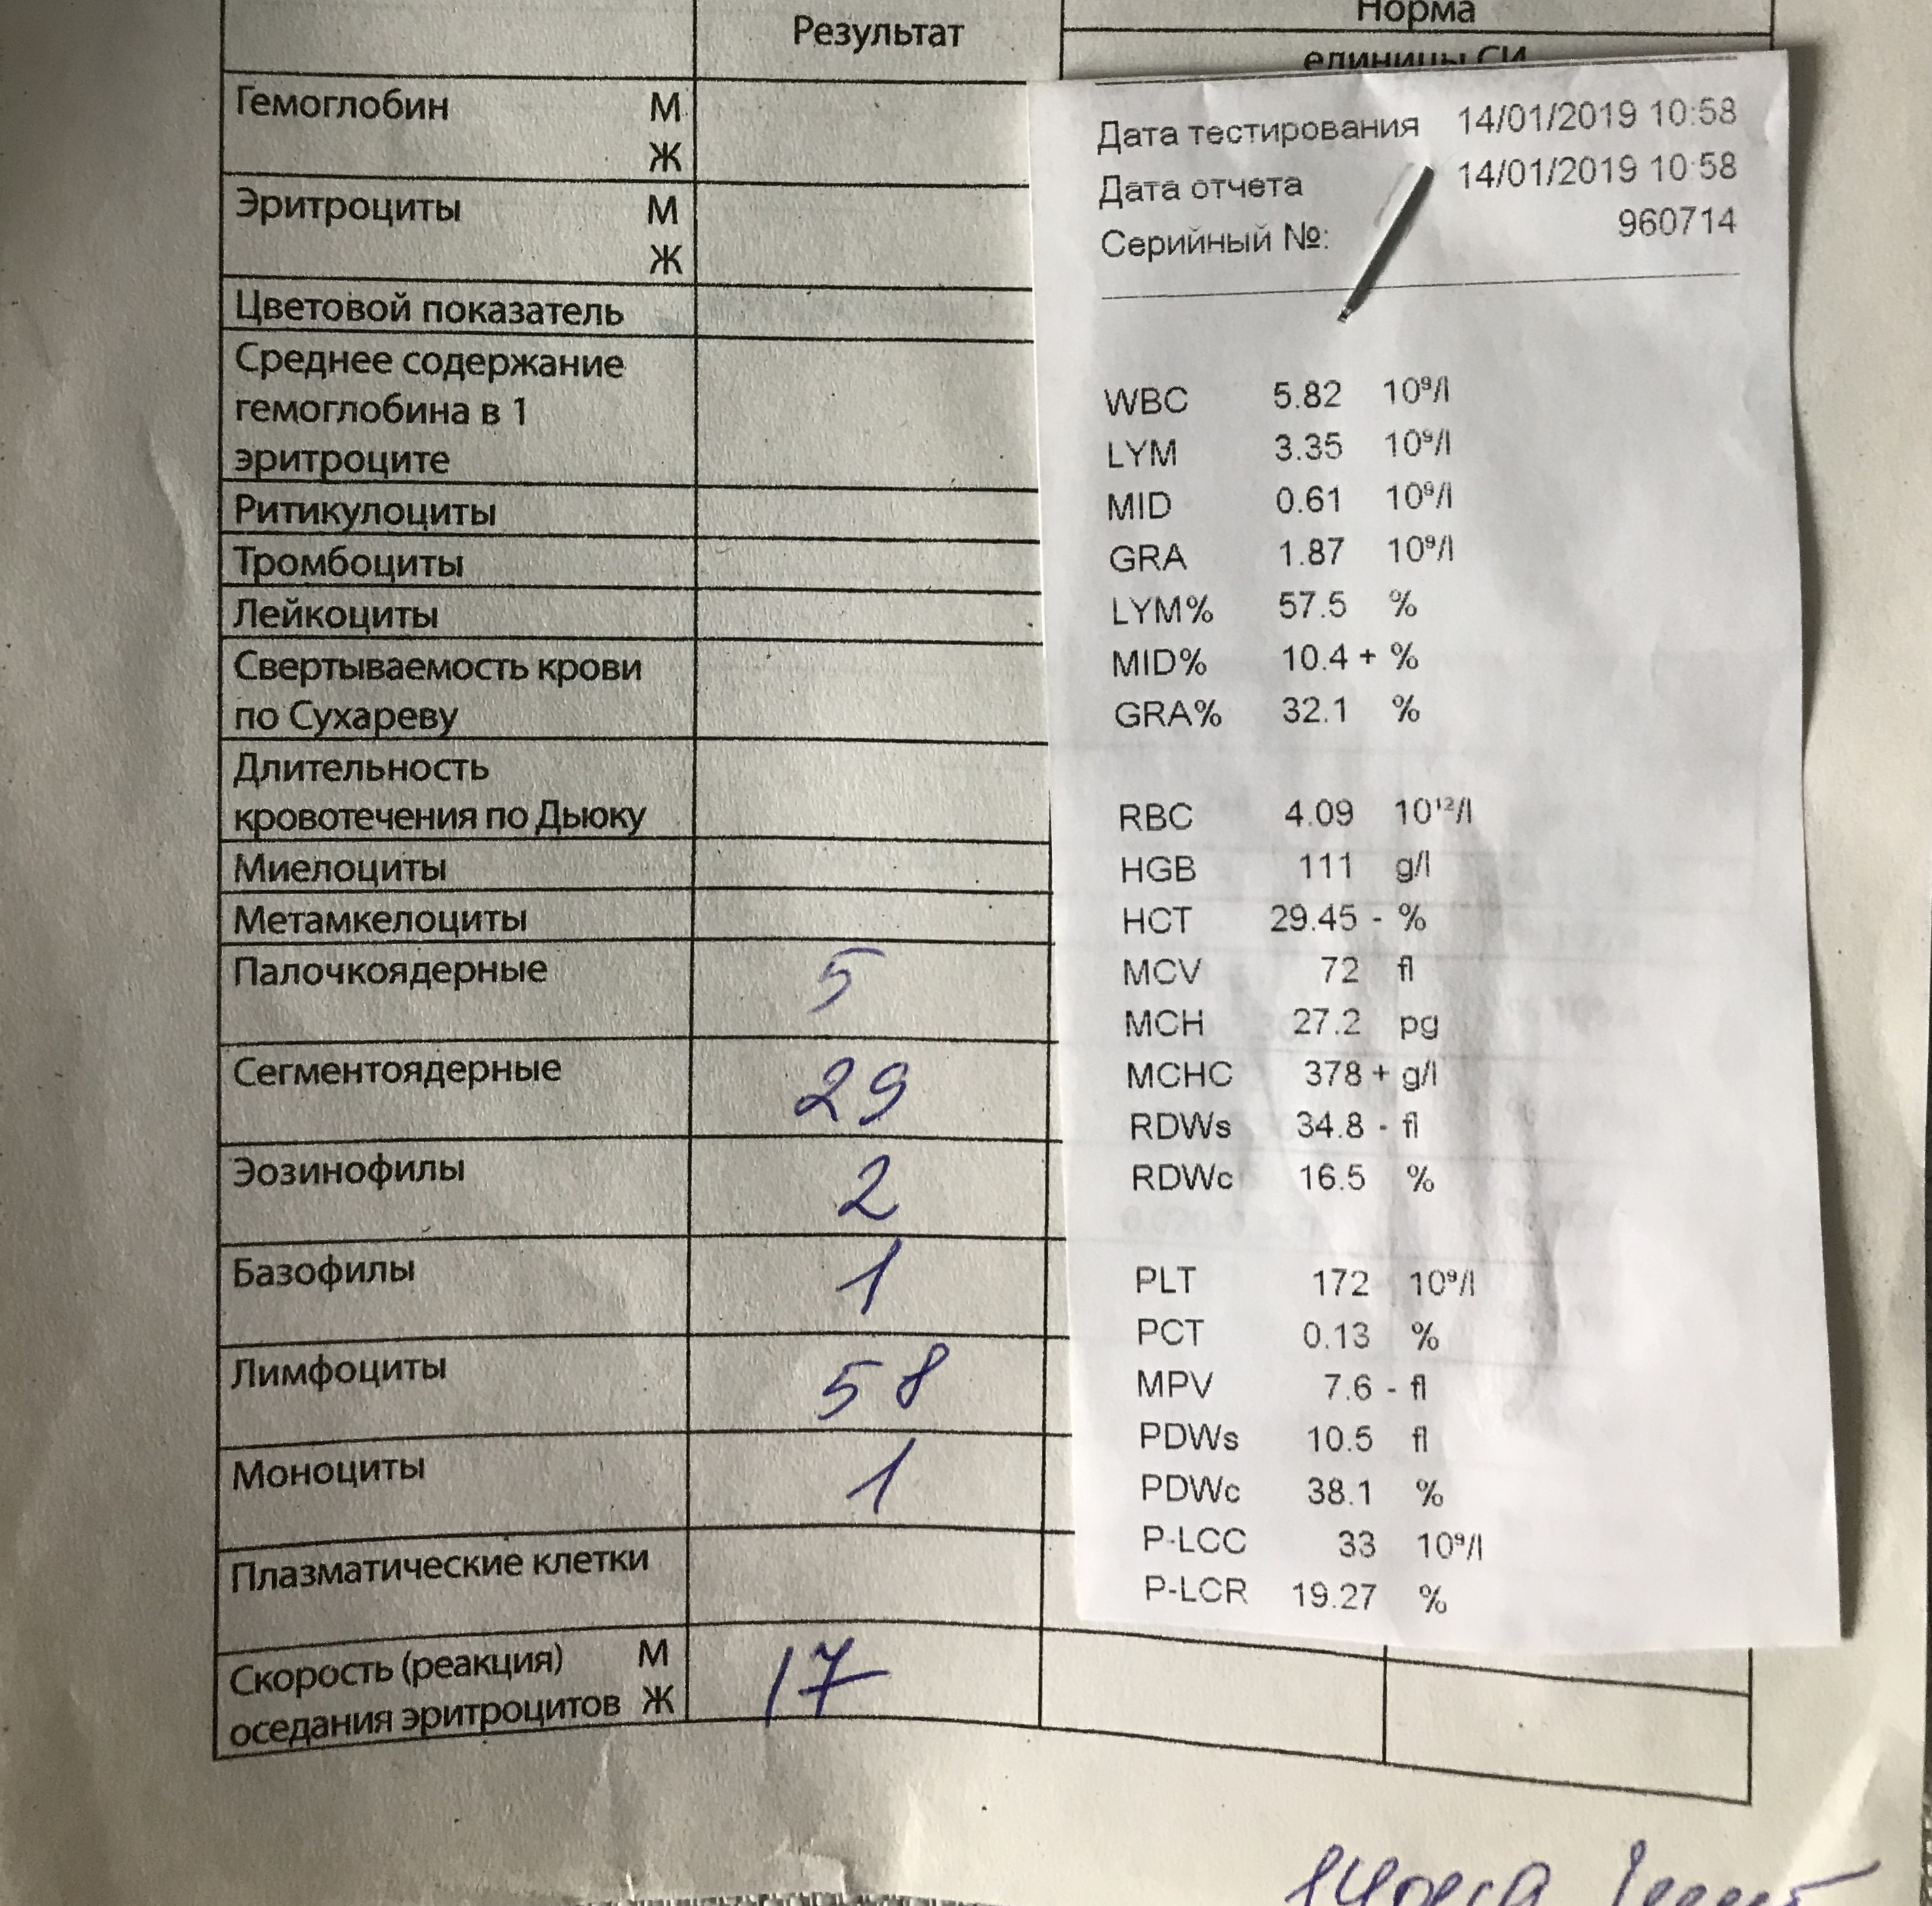 Результат
Норма
единицы СИ
Гемоглобин М
Ж
Эритроциты М
Ж
Цветовой показатель
Среднее содержание
гемоглобина в 1
эритроците
Ритикулоциты
Тромбоциты
Лейкоциты
Свертываемость крови
по Сухареву
Длительность
кровотечения по Дьюку
Миелоциты
Метамкелоциты
Палочкоядерные 5
Сегментоядерные 29
Эозинофилы 2
Базофилы 1
Лимфоциты 58
Моноциты 1
Плазматические клетки
Скорость (реакция) М
оседания эритроцитов Ж 17
Дата тестирования 14/01/2019 10:58
Дата отчета 14/01/2019 10:58
Серийный №: 960714
WBC 5.82 10⁹/l
LYM 3.35 10⁹/l
MID 0.61 10⁹/l
GRA 1.87 10⁹/l
LYM% 57.5 %
MID% 10.4 + %
GRA% 32.1 %
RBC 4.09 10¹²/l
HGB 111 g/l
HCT 29.45 - %
MCV 72 fl
MCH 27.2 pg
MCHC 378 + g/l
RDWs 34.8 - fl
RDWc 16.5 %
PLT 172 10⁹/l
PCT 0.13 %
MPV 7.6 - fl
PDWs 10.5 fl
PDWc 38.1 %
P-LCC 33 10⁹/l
P-LCR 19.27 %